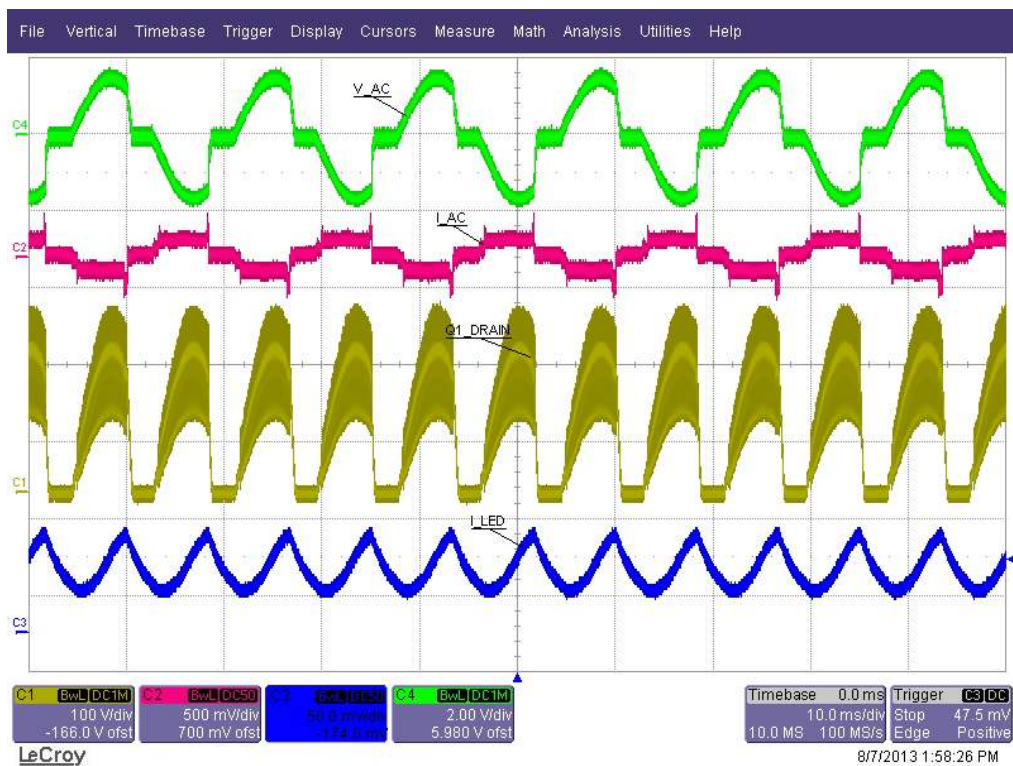 File Vertical Timebase Trigger Display Cursors Measure Math Analysis Utilities Help
V_AC
C4
I_AC
C2
Q1_DRAIN
C1
I_LED
C3
C1 BwL DC1M C2 BwL DC50 C3 BwL DC50 C4 BwL DC1M Timebase 0.0 ms Trigger C3 DC
100 V/div 500 mV/div 50.0 mV/div 2.00 V/div 10.0 ms/div Stop 47.5 mV
-166.0 V ofst 700 mV ofst 5.980 V ofst 10.0 MS 100 MS/s Edge Positive
LeCroy 8/7/2013 1:58:26 PM